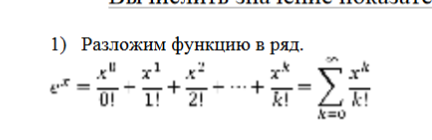 1) Разложим функцию в ряд.
e^x = x^0/0! + x^1/1! + x^2/2! + ··· + x^k/k! = ∑_{k=0}^{∞} x^k/k!